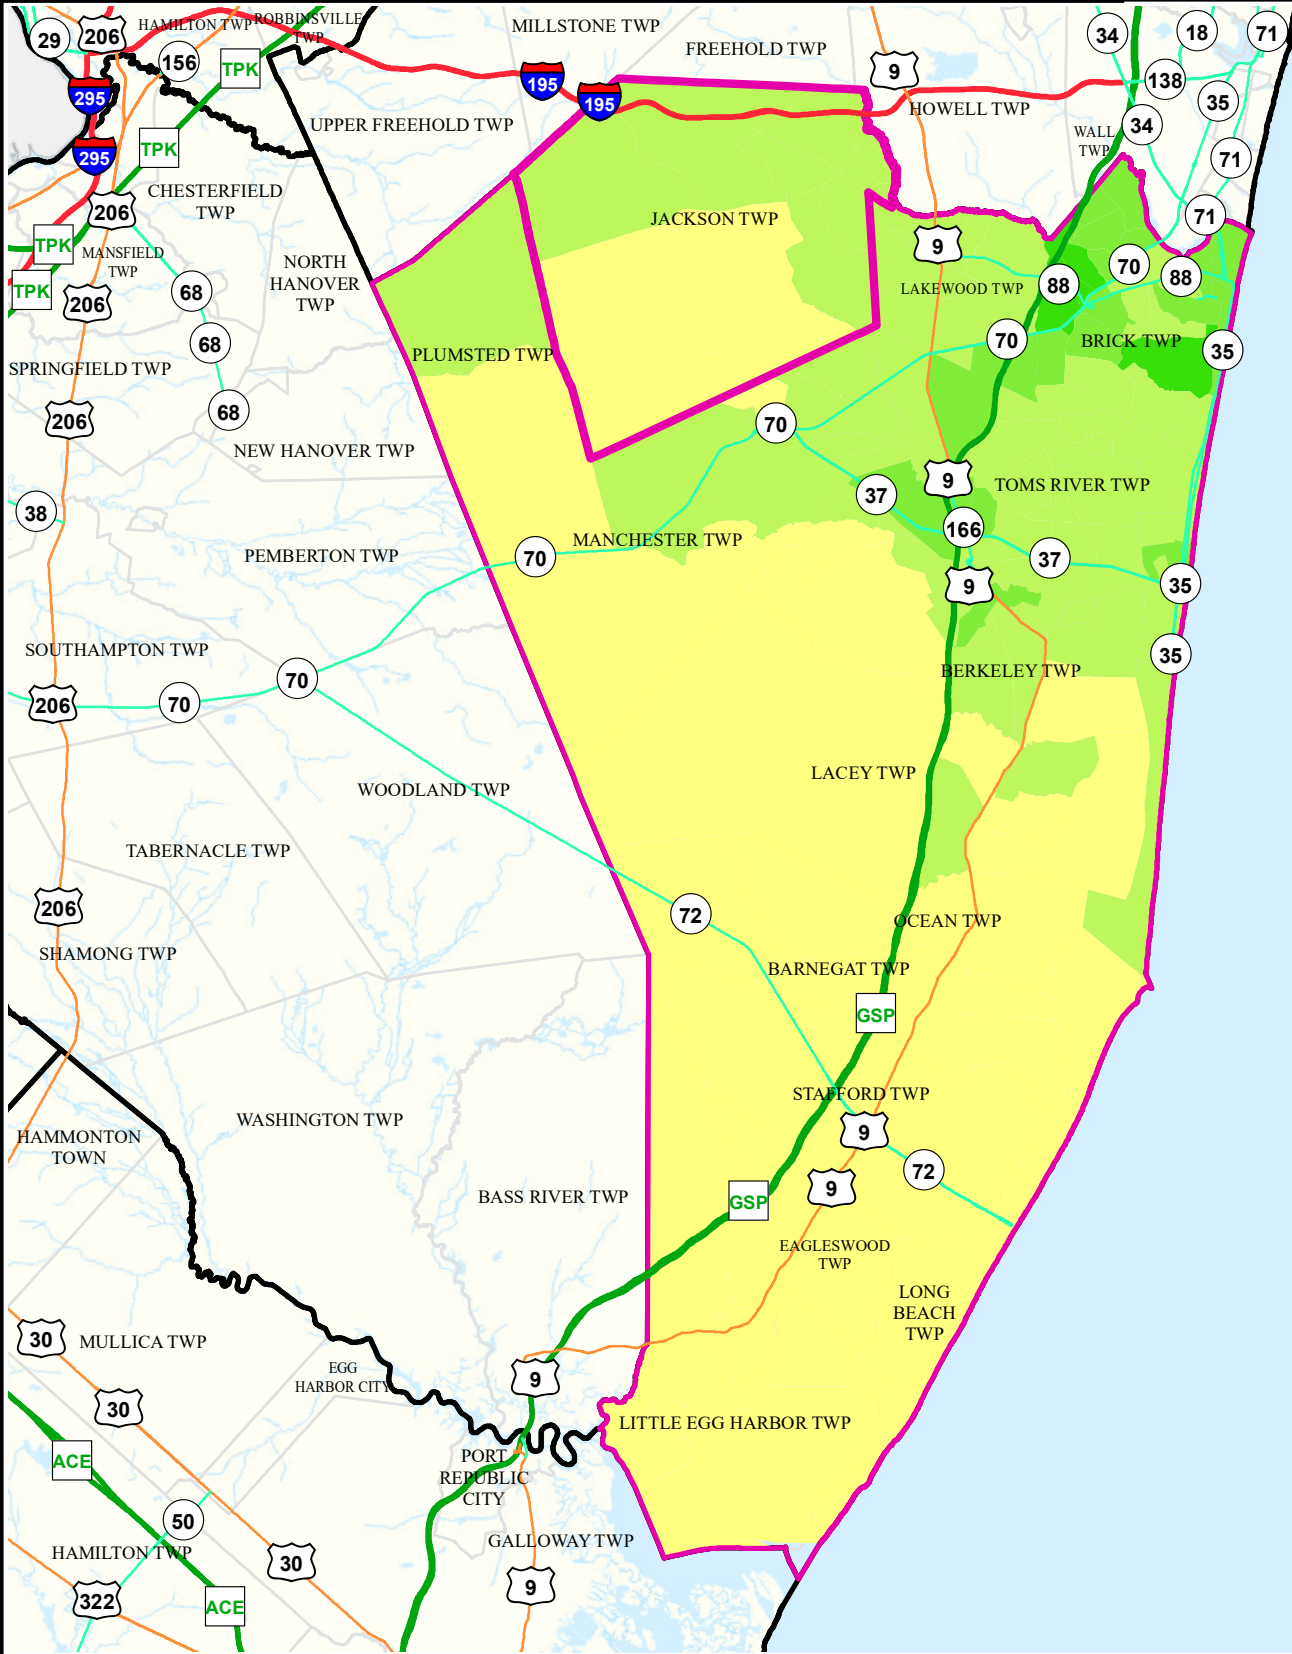 29
206
HAMILTON TWP
ROBBINSVILLE
TWP
156
TPK
295
295
TPK
MILLSTONE TWP
FREEHOLD TWP
195
195
9
HOWELL TWP
34
18
71
138
35
34
WALL
TWP
71
71
UPPER FREEHOLD TWP
CHESTERFIELD
TWP
206
TPK
MANSFIELD
TWP
TPK
206
68
68
68
NORTH
HANOVER
TWP
JACKSON TWP
9
LAKEWOOD TWP
88
70
88
BRICK TWP
35
70
PLUMSTED TWP
SPRINGFIELD TWP
206
NEW HANOVER TWP
70
38
37
9
TOMS RIVER TWP
166
37
9
35
PEMBERTON TWP
70
MANCHESTER TWP
SOUTHAMPTON TWP
206
70
70
BERKELEY TWP
35
WOODLAND TWP
LACEY TWP
TABERNACLE TWP
206
72
OCEAN TWP
SHAMONG TWP
BARNEGAT TWP
GSP
STAFFORD TWP
9
72
HAMMONTON
TOWN
WASHINGTON TWP
BASS RIVER TWP
GSP
9
EAGLESWOOD
TWP
LONG
BEACH
TWP
30
MULLICA TWP
EGG
HARBOR CITY
9
30
LITTLE EGG HARBOR TWP
ACE
PORT
REPUBLIC
CITY
50
HAMILTON TWP
30
GALLOWAY TWP
9
322
ACE